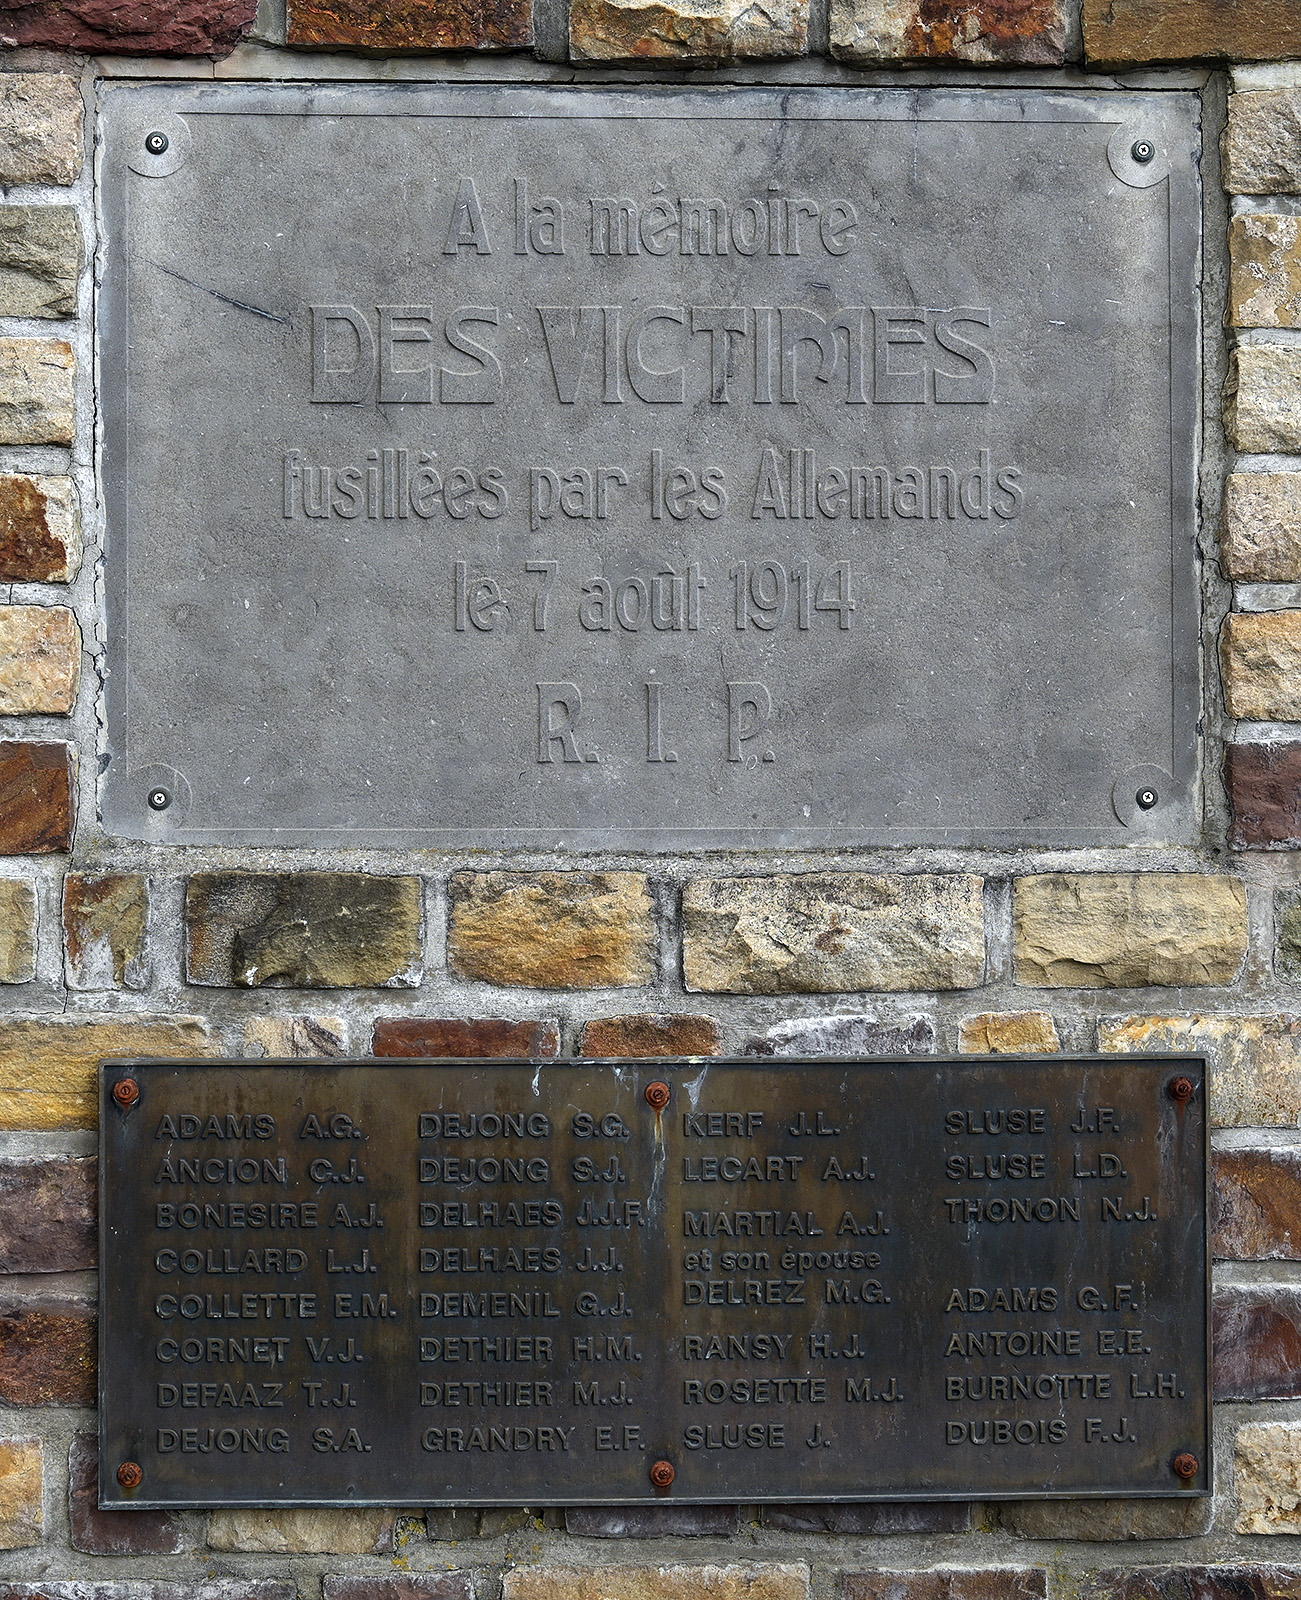 A la mémoire
DES VICTIMES
fusillées par les Allemands
le 7 août 1914
R. I. P.
ADAMS A.G.
ANCION C.J.
BONESIRE A.J.
COLLARD L.J.
COLLETTE E.M.
CORNET V.J.
DEFAAZ T.J.
DEJONG S.A.
DEJONG S.G.
DEJONG S.J.
DELHAES J.J.F.
DELHAES J.J.
DEMENIL G.J.
DETHIER H.M.
DETHIER M.J.
GRANDRY E.F.
KERF J.L.
LECART A.J.
MARTIAL A.J.
et son épouse
DELREZ M.G.
RANSY H.J.
ROSETTE M.J.
SLUSE J.
SLUSE J.F.
SLUSE L.D.
THONON N.J.
ADAMS G.F.
ANTOINE E.E.
BURNOTTE L.H.
DUBOIS F.J.